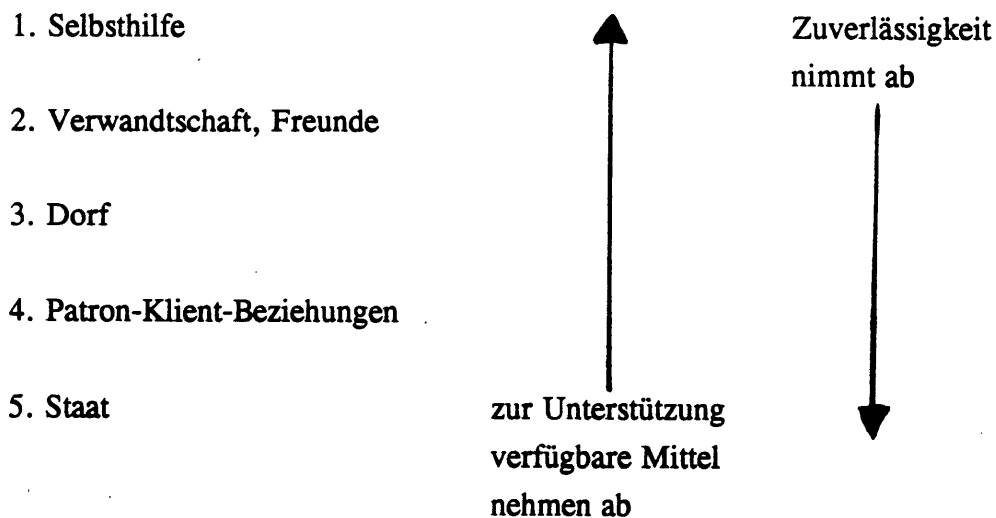 1. Selbsthilfe
2. Verwandtschaft, Freunde
3. Dorf
4. Patron-Klient-Beziehungen
5. Staat
zur Unterstützung
verfügbare Mittel
nehmen ab
Zuverlässigkeit
nimmt ab